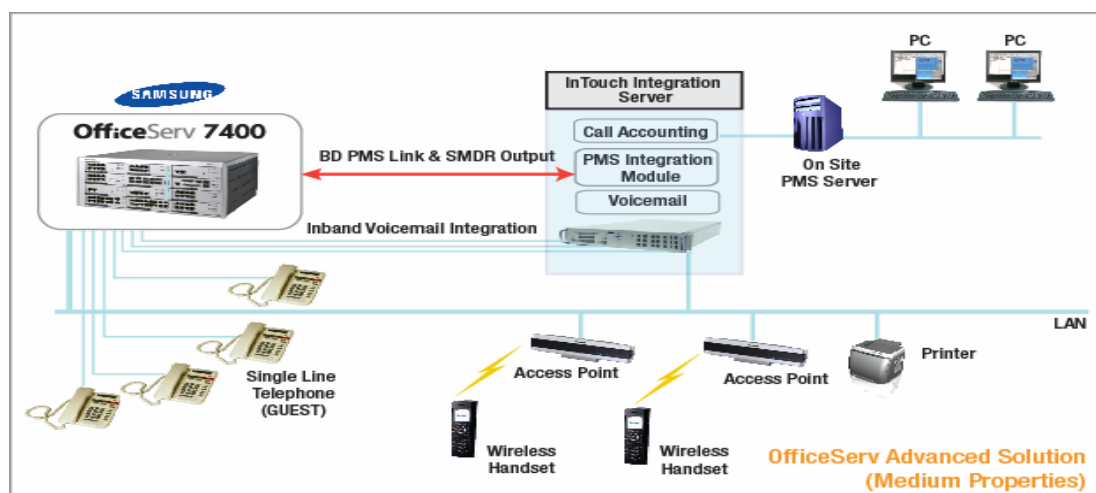 SAMSUNG
OfficeServ 7400
BD PMS Link & SMDR Output
Inband Voicemail Integration
InTouch Integration
Server
Call Accounting
PMS Integration
Module
Voicemail
On Site
PMS Server
PC
PC
LAN
Single Line
Telephone
(GUEST)
Access Point
Access Point
Printer
Wireless
Handset
Wireless
Handset
OfficeServ Advanced Solution
(Medium Properties)